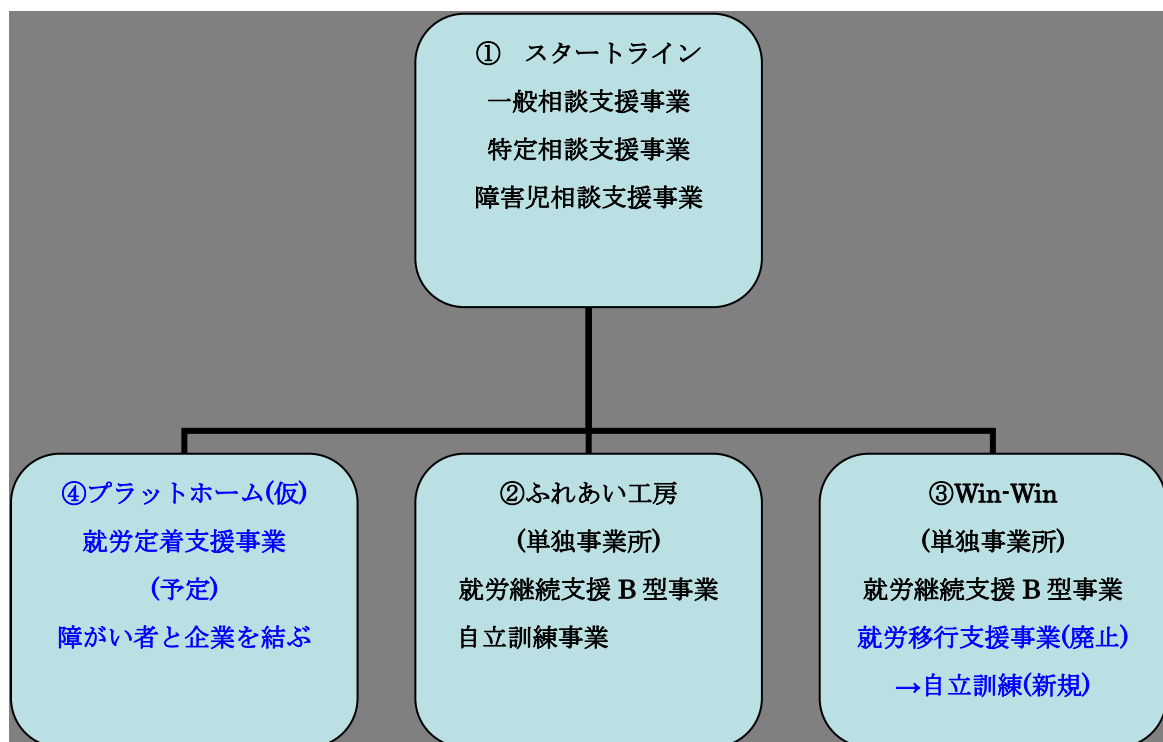 ① スタートライン
一般相談支援事業
特定相談支援事業
障害児相談支援事業
④プラットホーム(仮)
就労定着支援事業
(予定)
障がい者と企業を結ぶ
②ふれあい工房
(単独事業所)
就労継続支援 B 型事業
自立訓練事業
③Win-Win
(単独事業所)
就労継続支援 B 型事業
就労移行支援事業(廃止)
→自立訓練(新規)